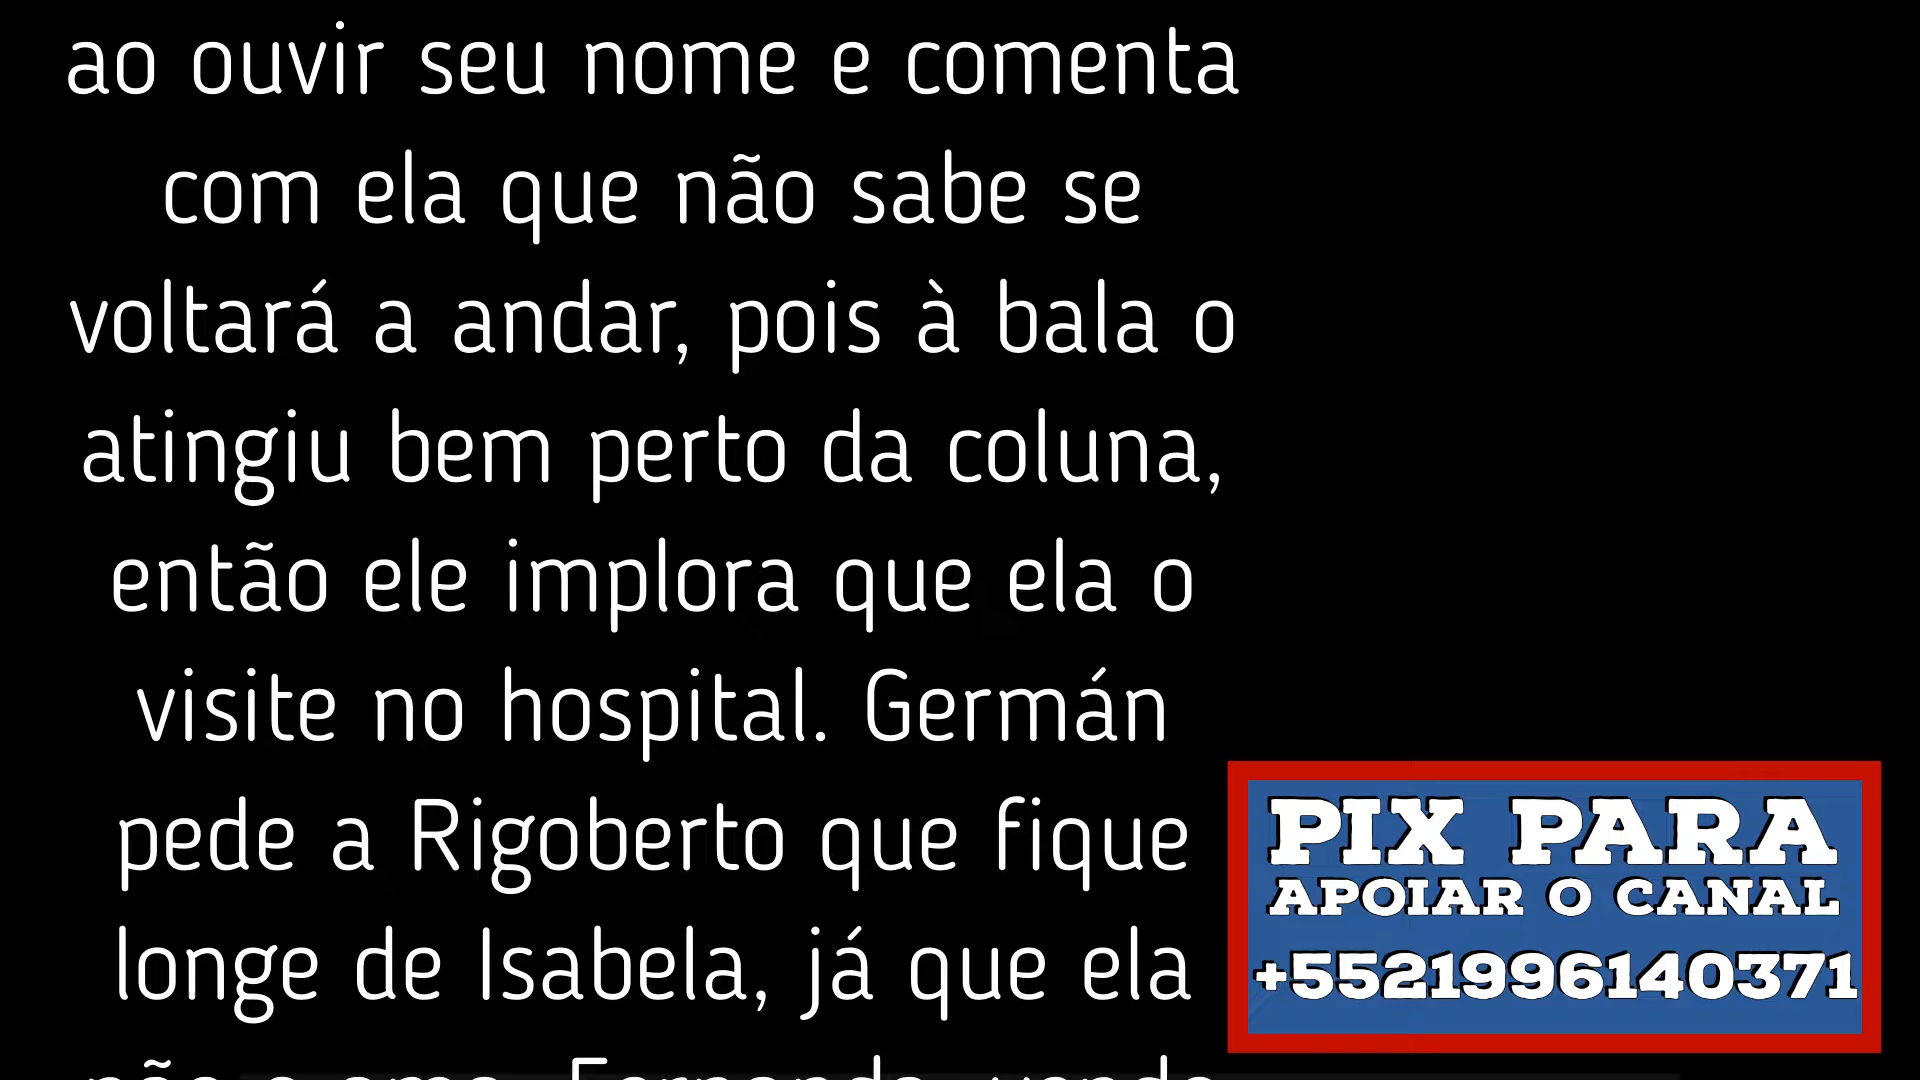 ao ouvir seu nome e comenta
com ela que não sabe se
voltará a andar, pois à bala o
atingiu bem perto da coluna,
então ele implora que ela o
visite no hospital. Germán
pede a Rigoberto que fique
longe de Isabela, já que ela
PIX PARA
APOIAR O CANAL
+5521996140371